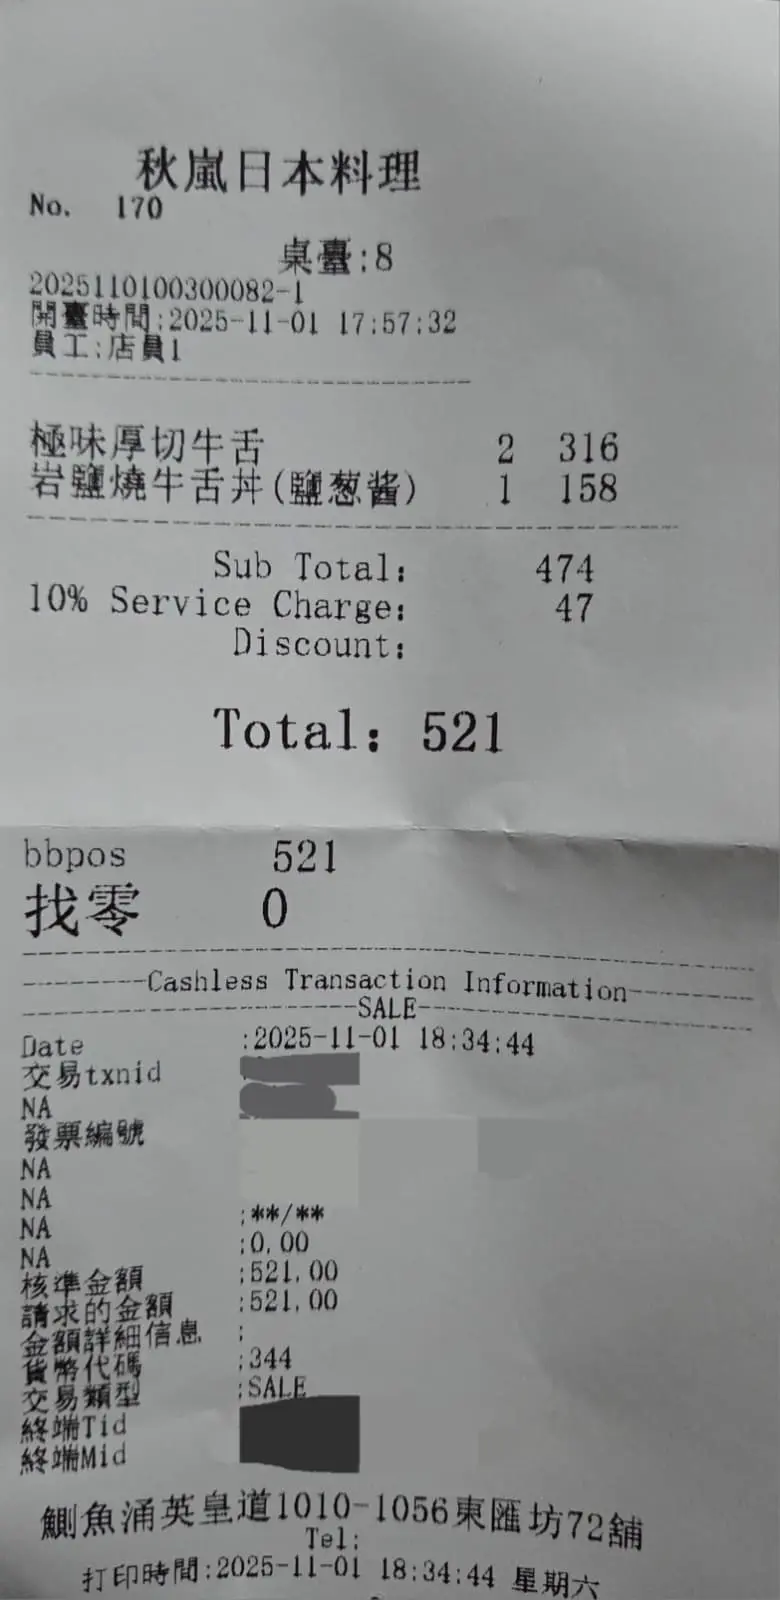 秋嵐日本料理
No. 170
桌臺:8
2025110100300082-1
開臺時間:2025-11-01 17:57:32
員工:店員1
極味厚切牛舌 2 316
岩鹽燒牛舌丼(鹽葱醬) 1 158
Sub Total: 474
10% Service Charge: 47
Discount:
Total: 521
bbpos 521
找零 0
Cashless Transaction Information
SALE
Date :2025-11-01 18:34:44
交易txnid
NA
發票編號
NA
NA
NA :**/**
NA :0.00
核準金額 :521.00
請求的金額 :521.00
金額詳細信息 :
貨幣代碼 :344
交易類型 :SALE
終端Tid
終端Mid
鰂魚涌英皇道1010-1056東匯坊72舖
Tel:
打印時間:2025-11-01 18:34:44 星期六